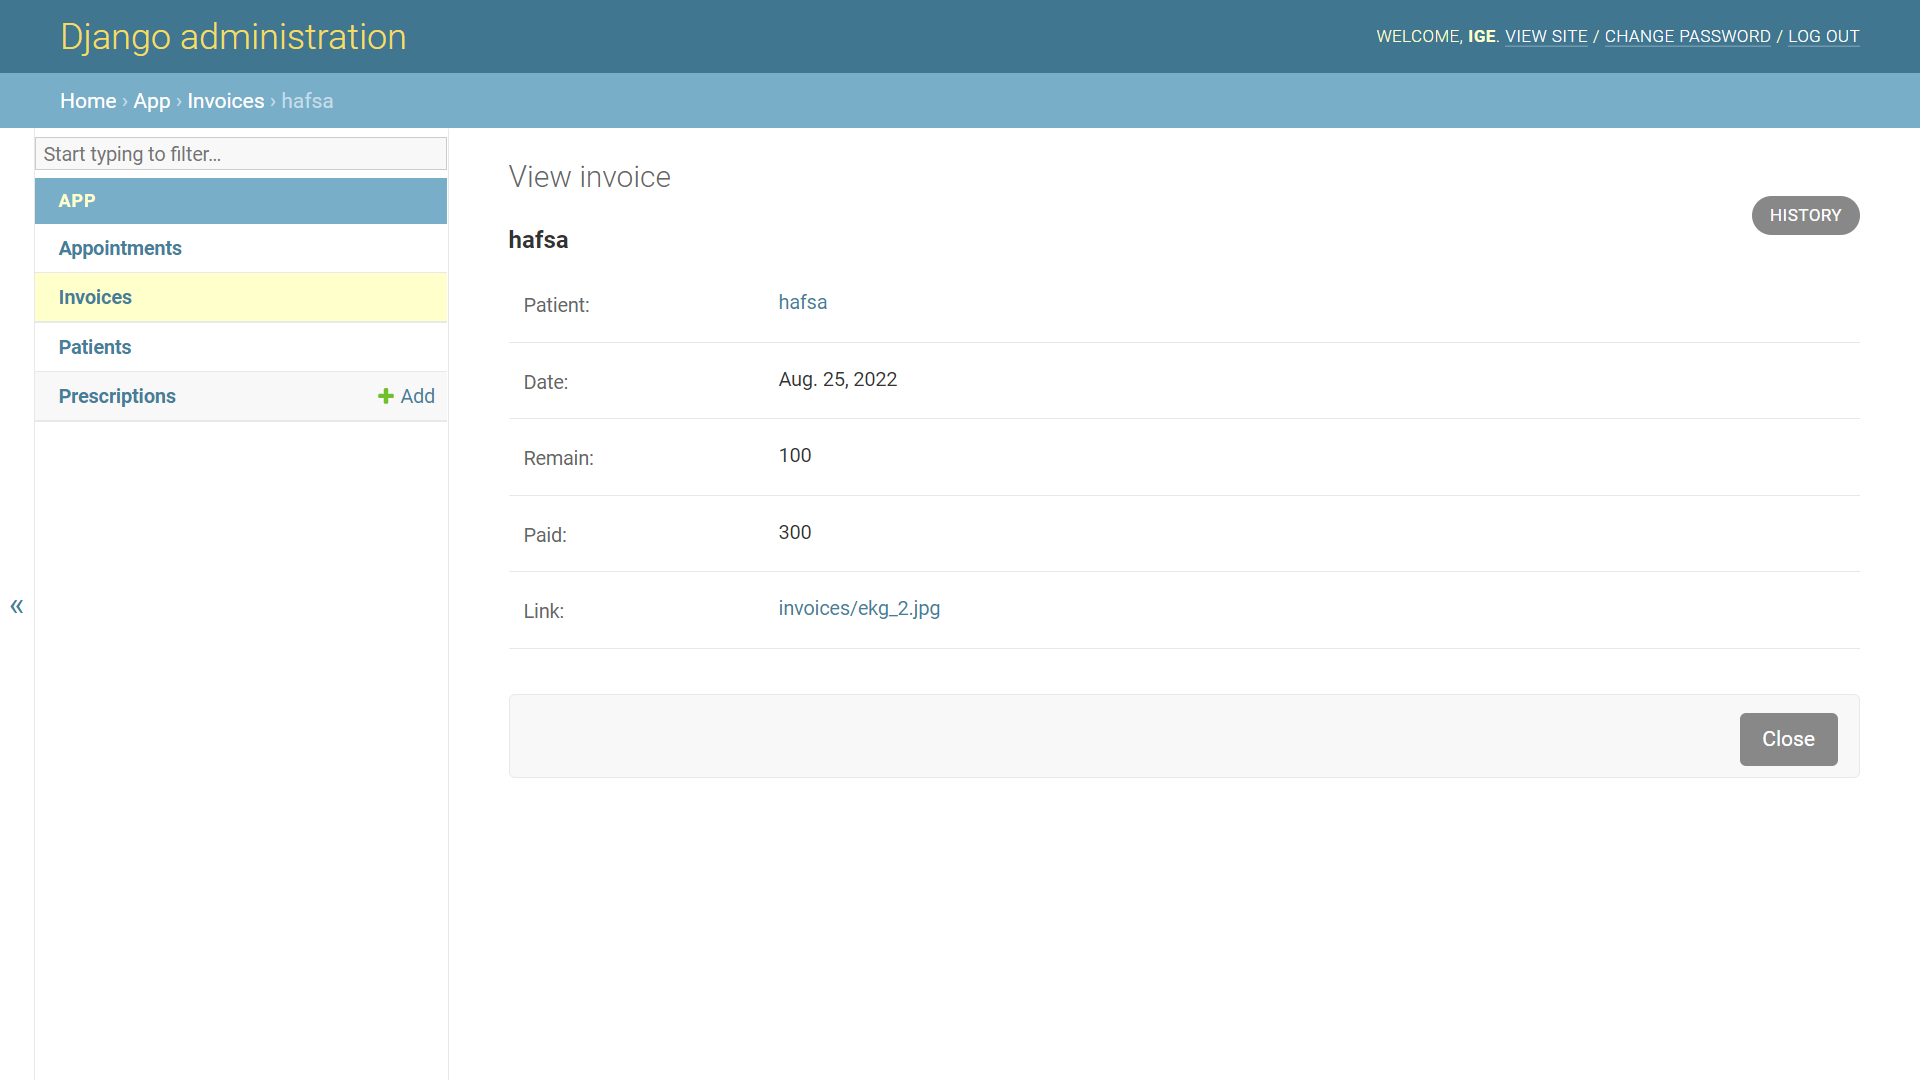 Django administration
WELCOME, IGE. VIEW SITE / CHANGE PASSWORD / LOG OUT
Home › App › Invoices › hafsa
Start typing to filter...
APP
Appointments
Invoices
Patients
Prescriptions
Add
«
View invoice
HISTORY
hafsa
Patient: hafsa
Date: Aug. 25, 2022
Remain: 100
Paid: 300
Link: invoices/ekg_2.jpg
Close